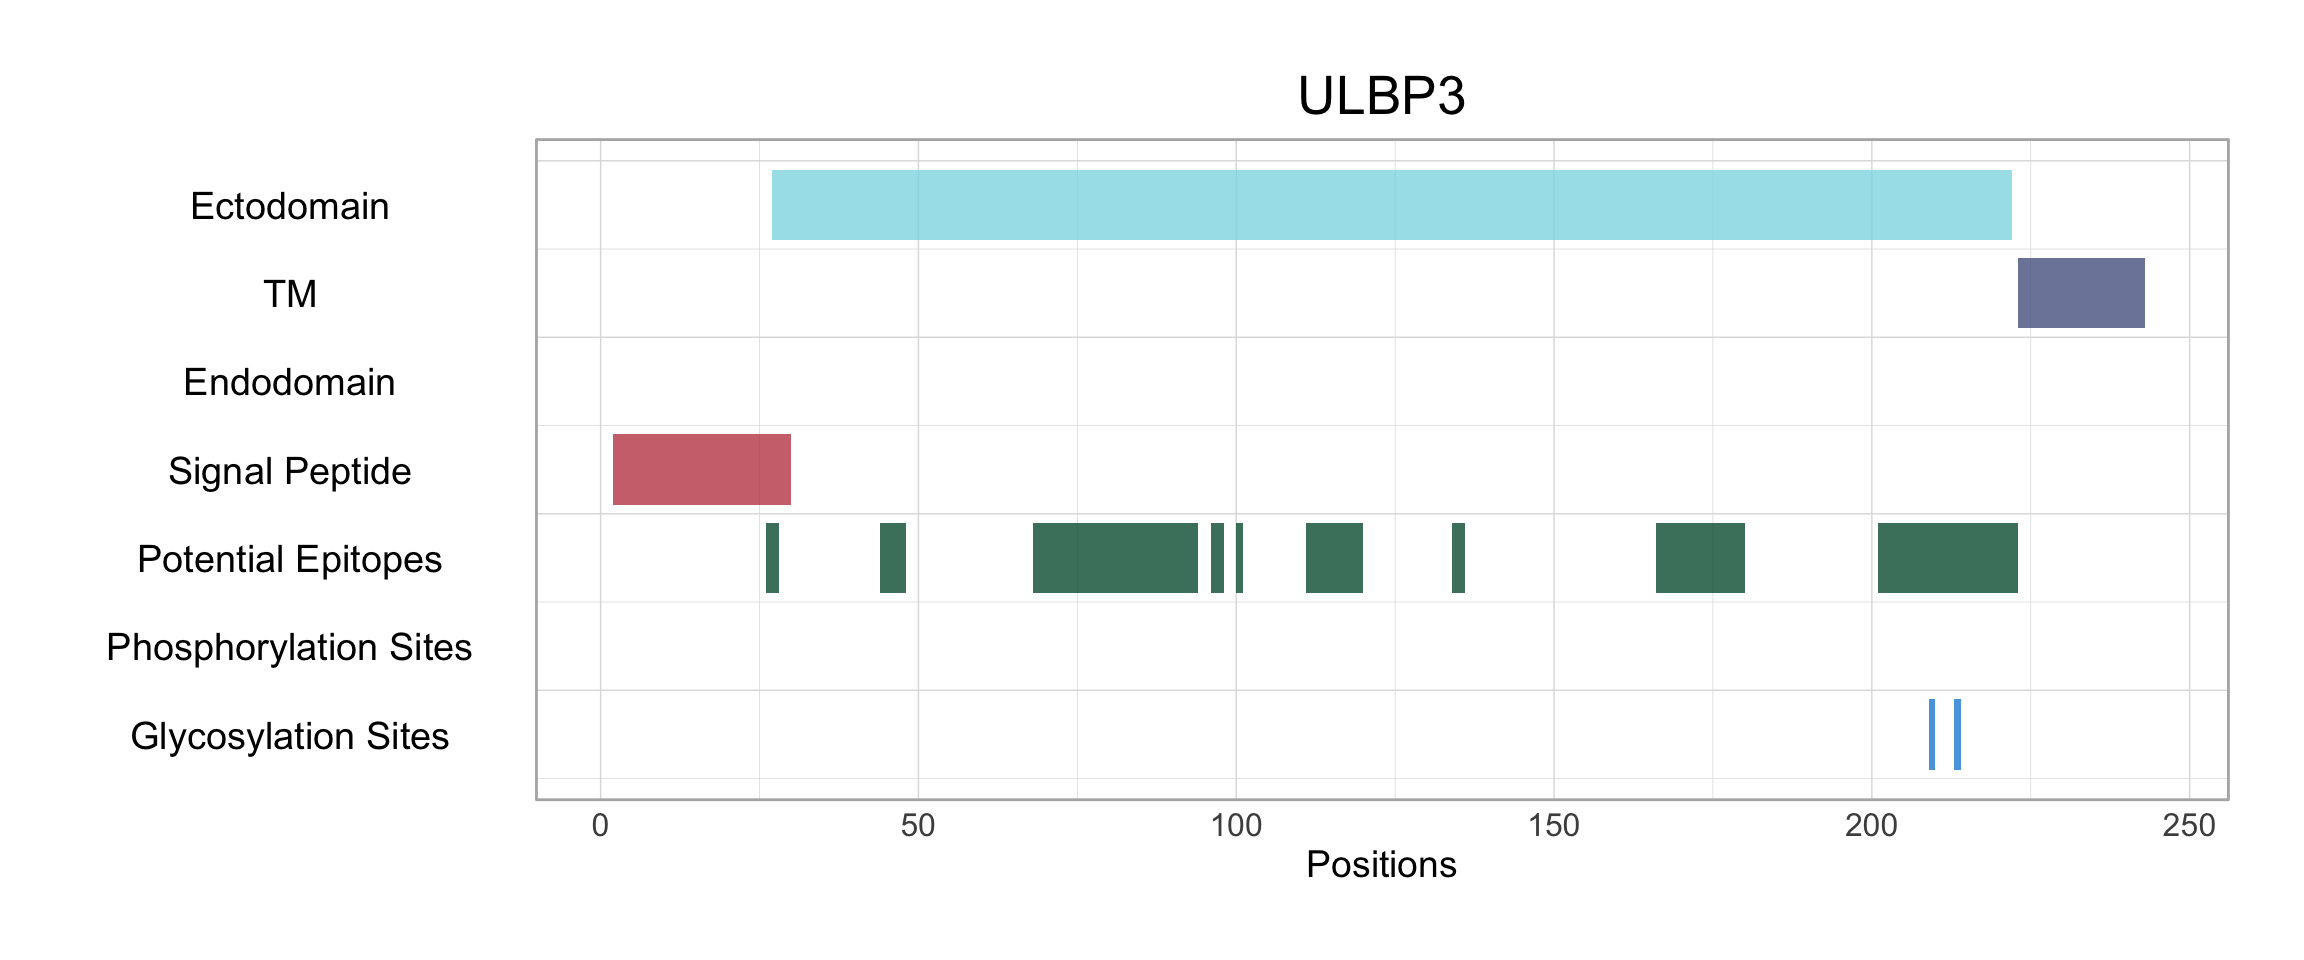 ULBP3
Ectodomain
TM
Endodomain
Signal Peptide
Potential Epitopes
Phosphorylation Sites
Glycosylation Sites
0 50 100 150 200 250
Positions